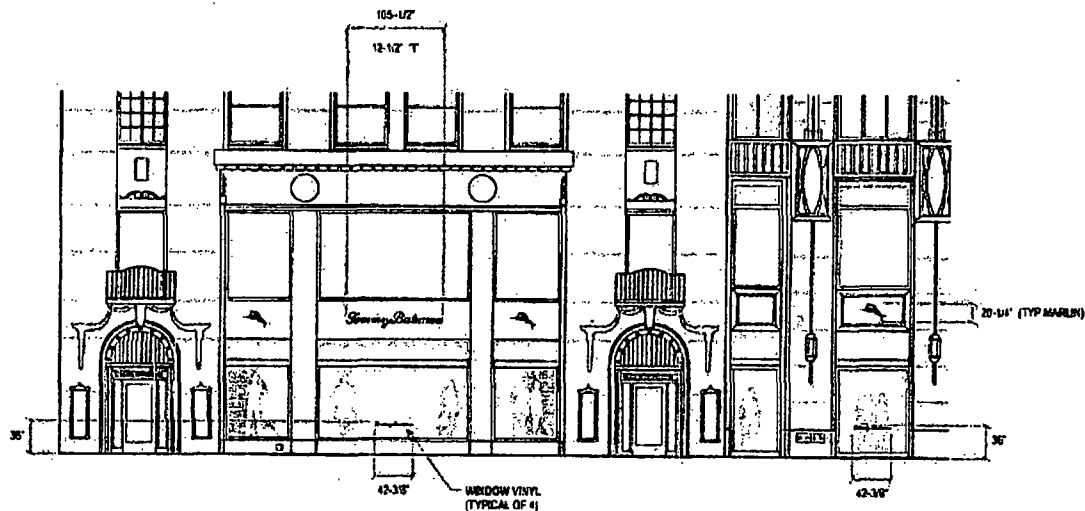 105-1/2"
12-1/2" "T"
Tommy Bahama
20-1/4" (TYP MARLIN)
36"
36"
42-3/8"
WINDOW VINYL
(TYPICAL OF 4)
42-3/8"